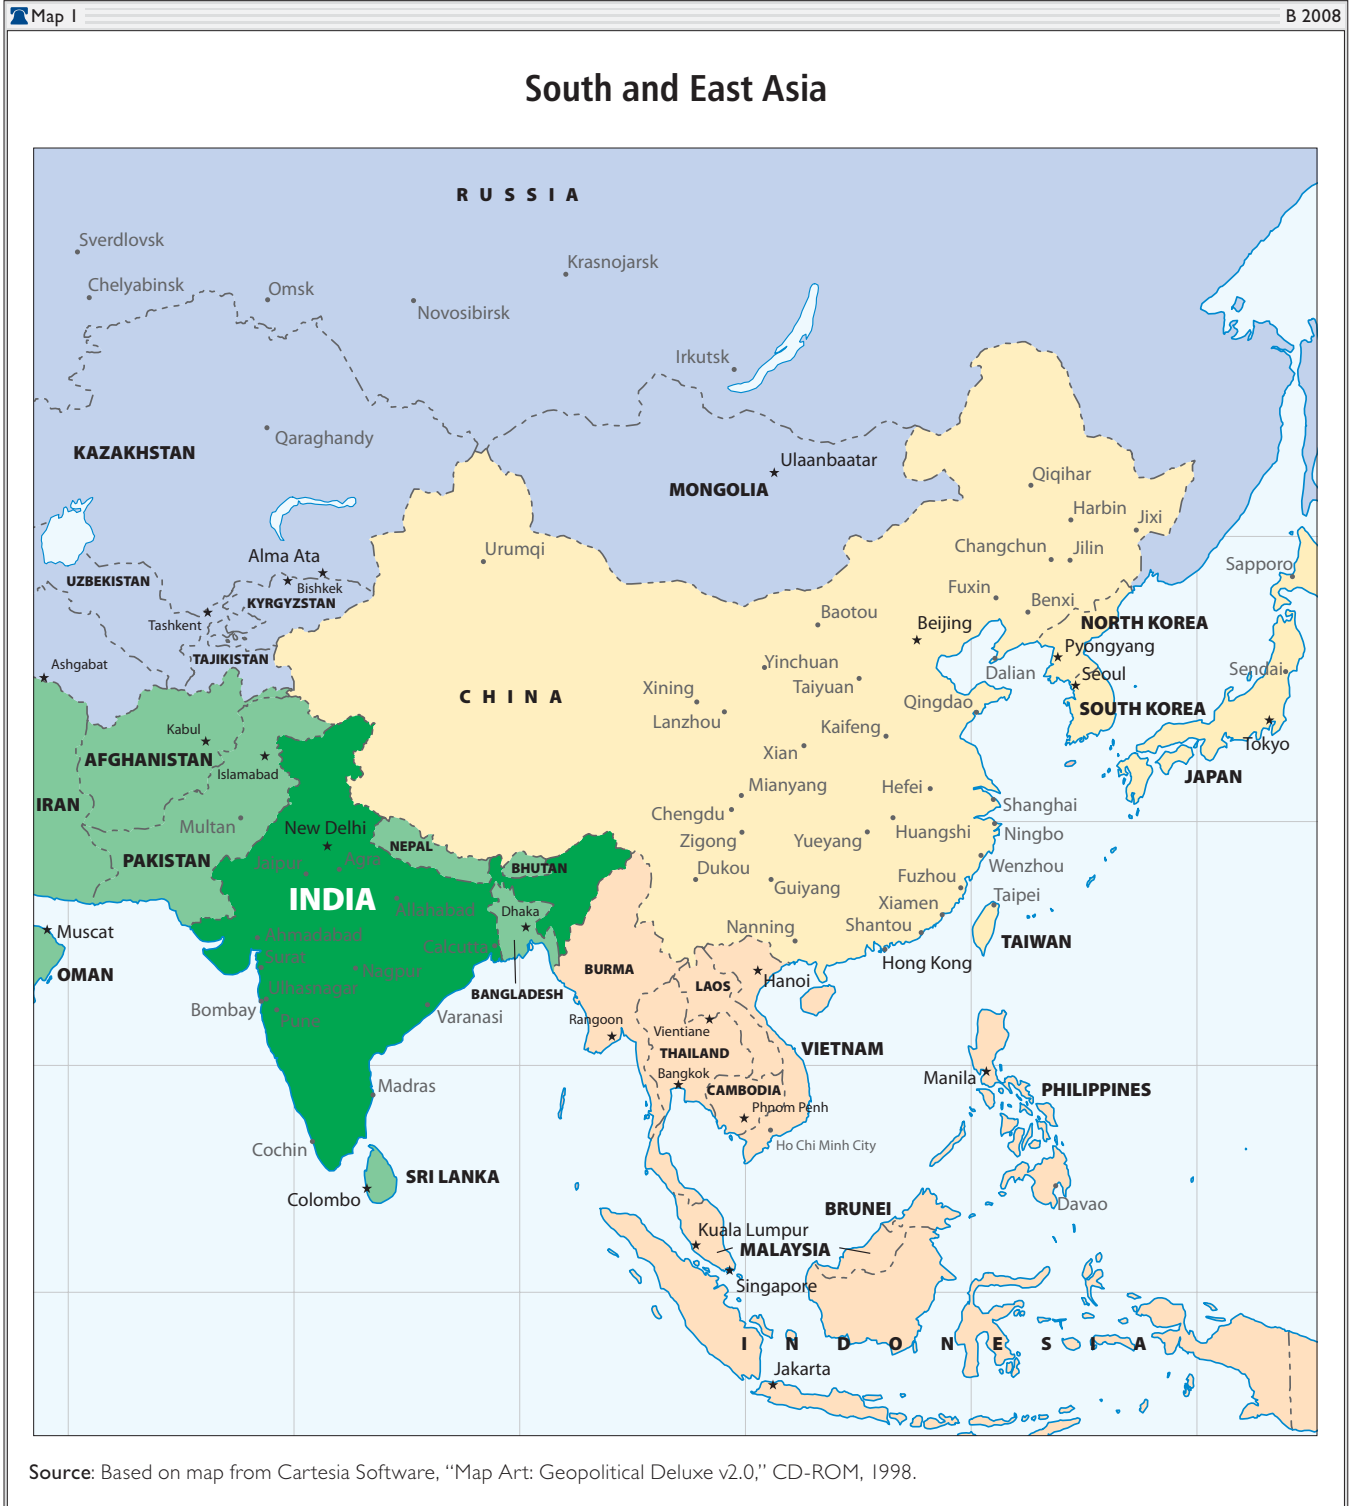 Map 1
B 2008
South and East Asia
RUSSIA
Sverdlovsk
Krasnojarsk
Chelyabinsk
Omsk
Novosibirsk
Irkutsk
Qaraghandy
KAZAKHSTAN
Ulaanbaatar
MONGOLIA
Qiqihar
Harbin
Jixi
Urumqi
Changchun
Jilin
Alma Ata
Sapporo
UZBEKISTAN
Bishkek
KYRGYZSTAN
Fuxin
Benxi
Baotou
Beijing
NORTH KOREA
Tashkent
Pyongyang
TAJIKISTAN
Ashgabat
Yinchuan
Dalian
Seoul
Sendai
Xining
Taiyuan
CHINA
Qingdao
SOUTH KOREA
Lanzhou
Kabul
Kaifeng
Tokyo
AFGHANISTAN
Xian
Islamabad
JAPAN
Mianyang
Hefei
IRAN
Shanghai
Chengdu
Multan
New Delhi
Zigong
Yueyang
Huangshi
Ningbo
NEPAL
PAKISTAN
Jaipur
Agra
BHUTAN
Dukou
Wenzhou
Guiyang
Fuzhou
INDIA
Taipei
Allahabad
Dhaka
Xiamen
Muscat
Ahmadabad
Nanning
Shantou
TAIWAN
Calcutta
Surat
Hong Kong
OMAN
Nagpur
BURMA
Hanoi
LAOS
Ulhasnagar
BANGLADESH
Bombay
Pune
Varanasi
Rangoon
Vientiane
VIETNAM
THAILAND
Bangkok
Manila
Madras
CAMBODIA
PHILIPPINES
Phnom Penh
Cochin
Ho Chi Minh City
SRI LANKA
Colombo
BRUNEI
Davao
Kuala Lumpur
MALAYSIA
Singapore
INDONESIA
Jakarta
Source: Based on map from Cartesia Software, “Map Art: Geopolitical Deluxe v2.0,” CD-ROM, 1998.